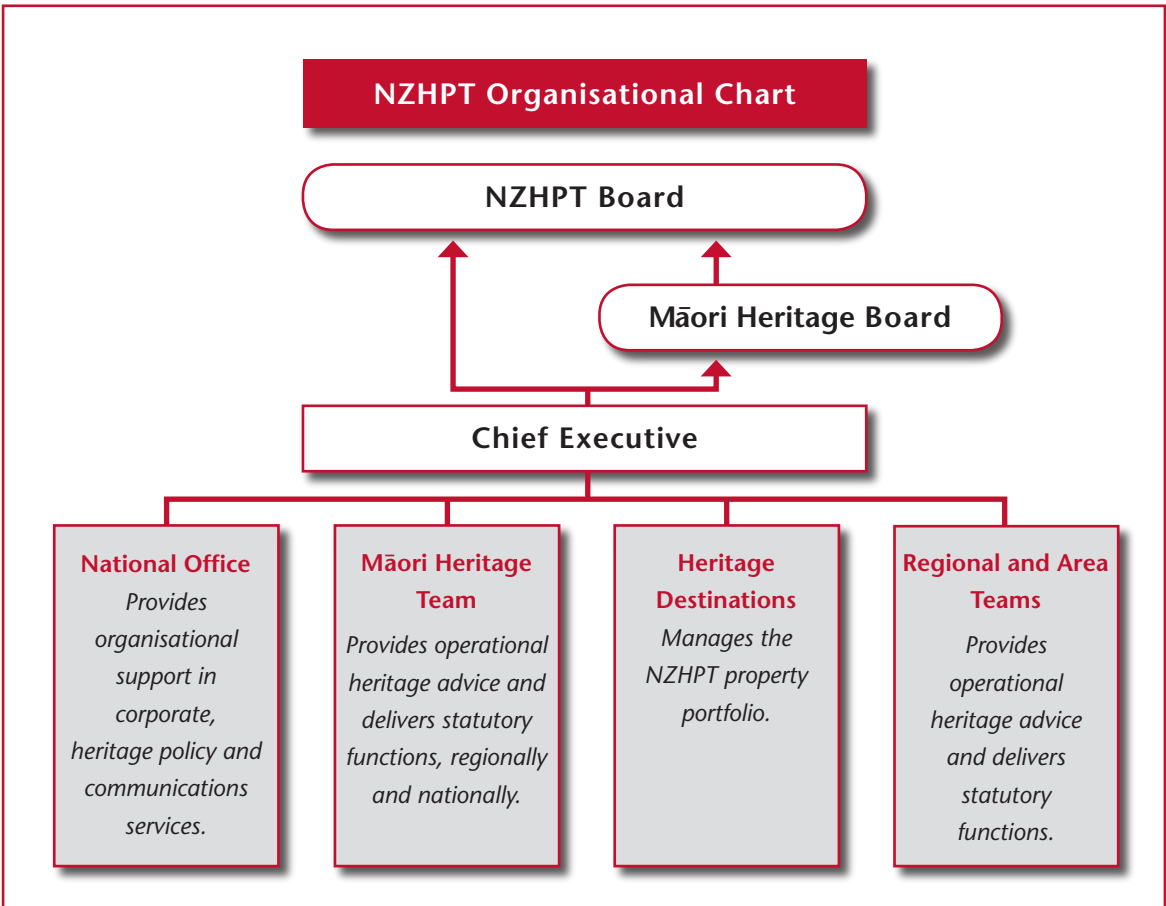 NZHPT Organisational Chart
NZHPT Board
Māori Heritage Board
Chief Executive
National Office
Provides
organisational
support in
corporate,
heritage policy and
communications
services.
Māori Heritage
Team
Provides operational
heritage advice and
delivers statutory
functions, regionally
and nationally.
Heritage
Destinations
Manages the
NZHPT property
portfolio.
Regional and Area
Teams
Provides
operational
heritage advice
and delivers
statutory
functions.